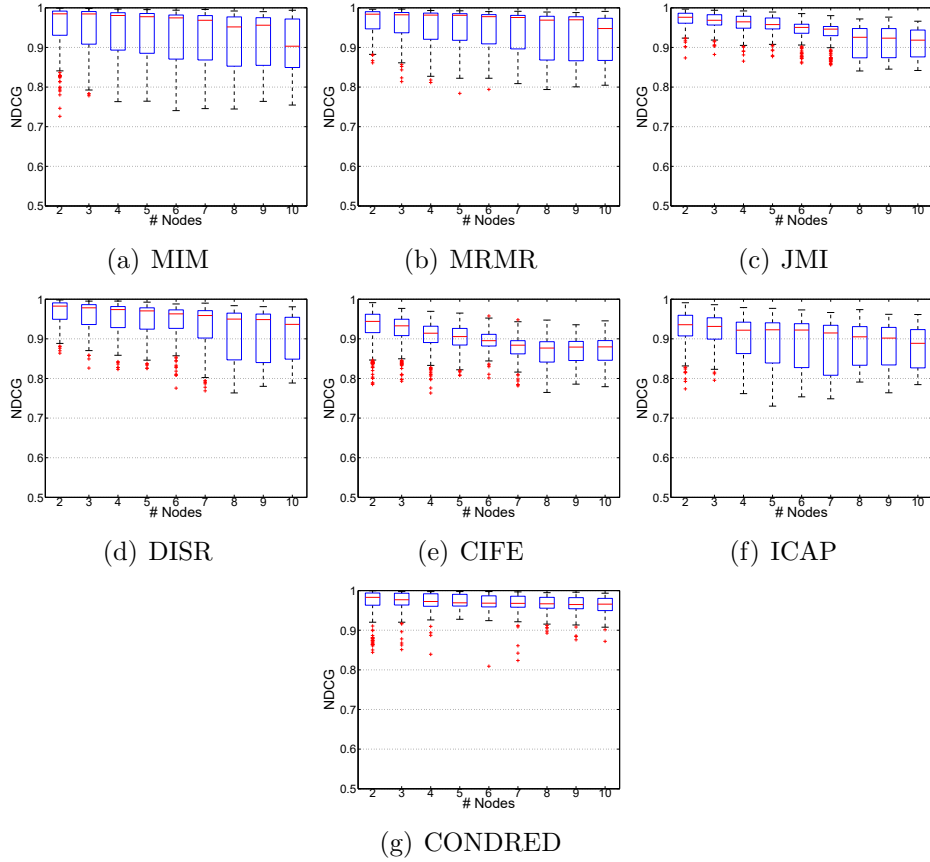 1
0.9
0.8
0.7
0.6
0.5
NDCG
2 3 4 5 6 7 8 9 10
# Nodes
(a) MIM
1
0.9
0.8
0.7
0.6
0.5
NDCG
2 3 4 5 6 7 8 9 10
# Nodes
(b) MRMR
1
0.9
0.8
0.7
0.6
0.5
NDCG
2 3 4 5 6 7 8 9 10
# Nodes
(c) JMI
1
0.9
0.8
0.7
0.6
0.5
NDCG
2 3 4 5 6 7 8 9 10
# Nodes
(d) DISR
1
0.9
0.8
0.7
0.6
0.5
NDCG
2 3 4 5 6 7 8 9 10
# Nodes
(e) CIFE
1
0.9
0.8
0.7
0.6
0.5
NDCG
2 3 4 5 6 7 8 9 10
# Nodes
(f) ICAP
1
0.9
0.8
0.7
0.6
0.5
NDCG
2 3 4 5 6 7 8 9 10
# Nodes
(g) CONDRED